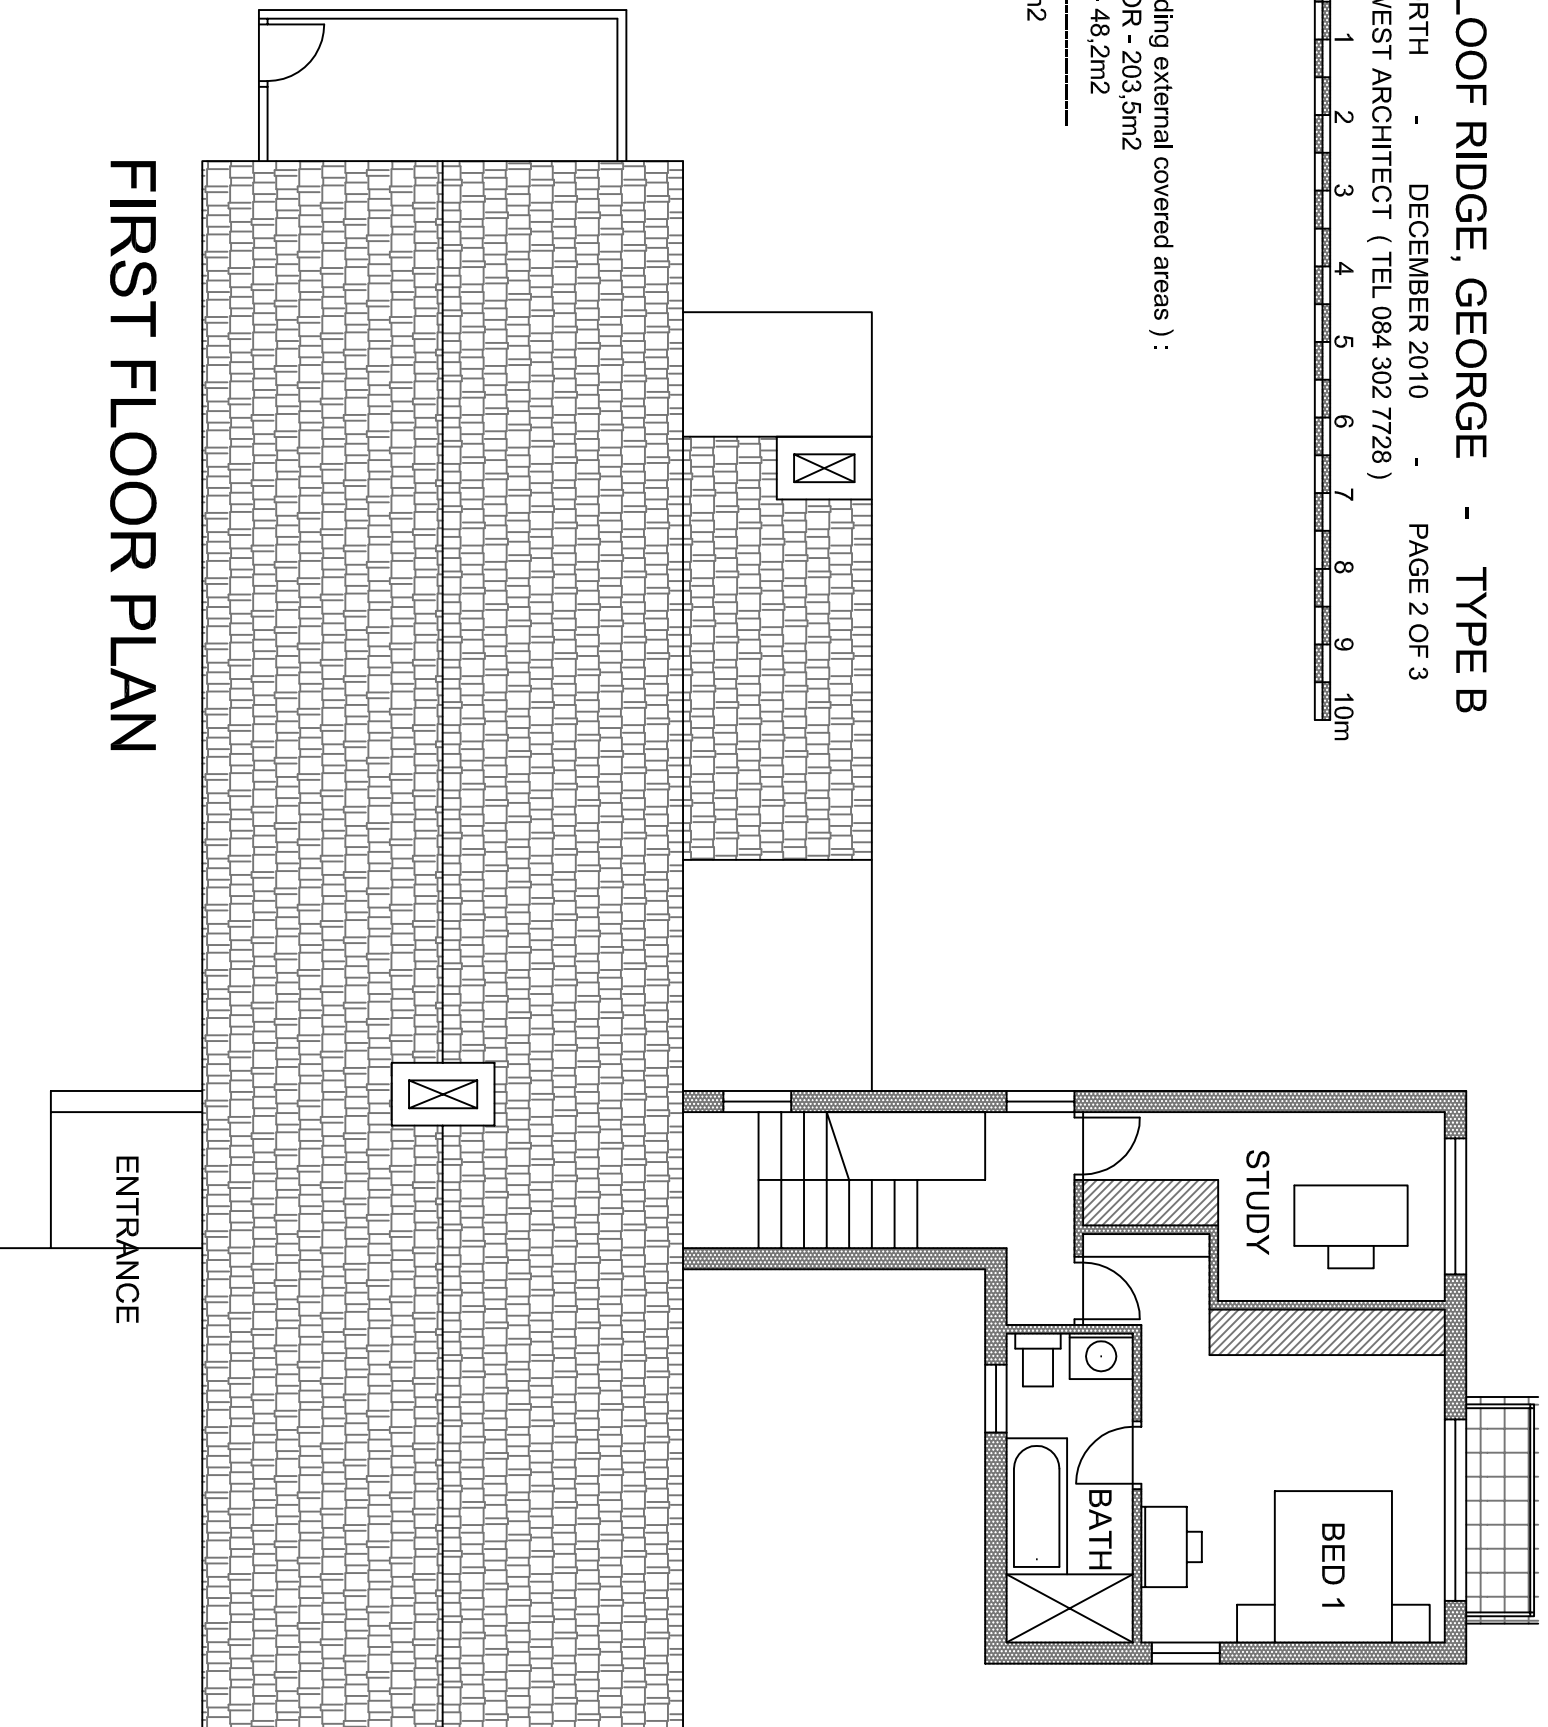 LOOF RIDGE, GEORGE - TYPE B
RTH - DECEMBER 2010 - PAGE 2 OF 3
WEST ARCHITECT ( TEL 084 302 7728 )
1 2 3 4 5 6 7 8 9 10m
ding external covered areas ) :
OR - 203,5m2
- 48,2m2
m2
STUDY
BED 1
BATH
ENTRANCE
FIRST FLOOR PLAN